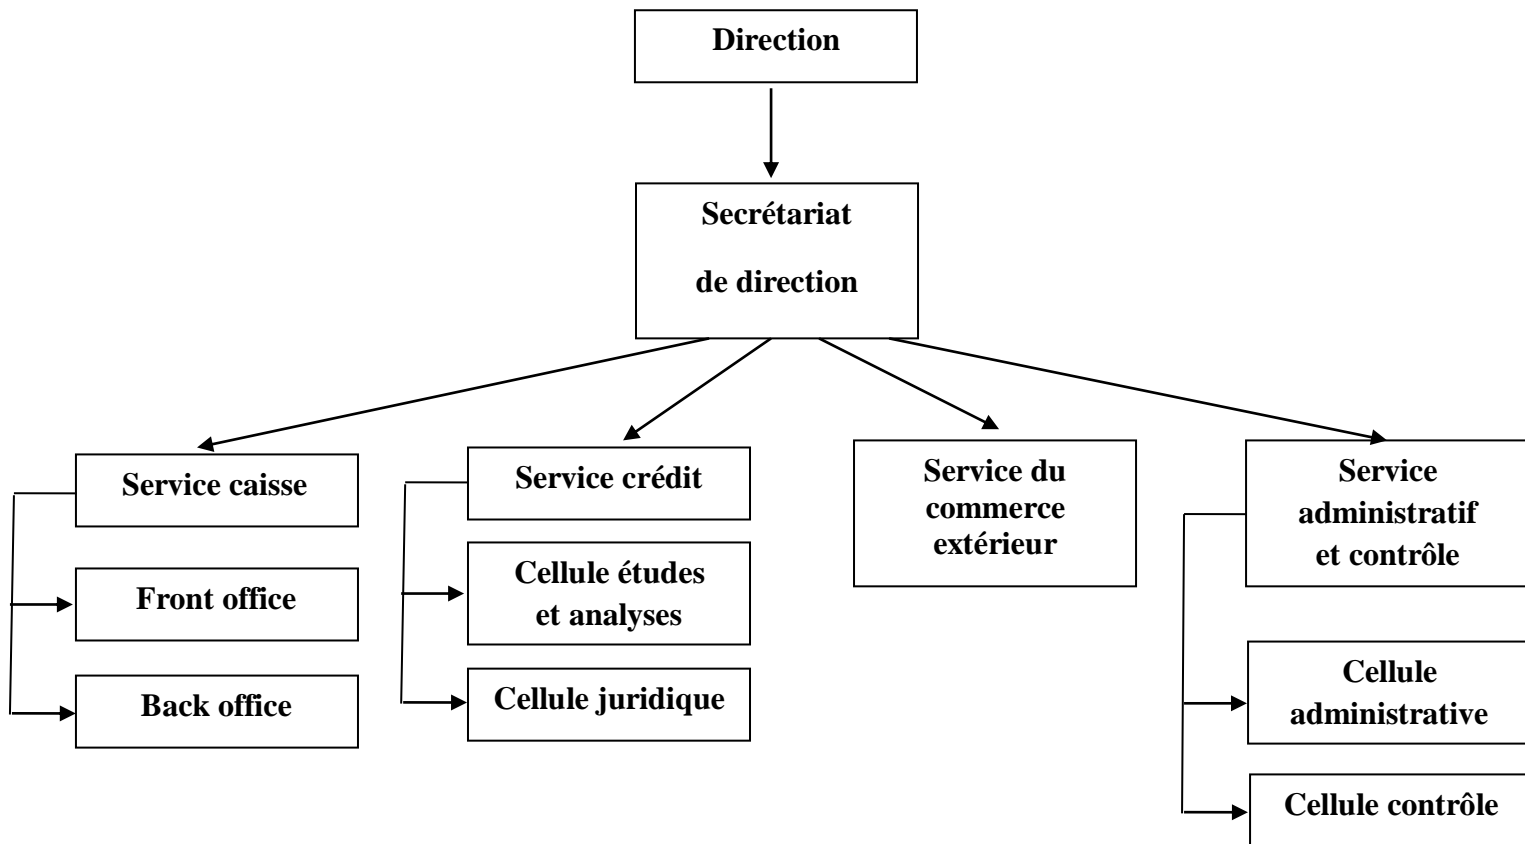 Direction
Secrétariat
de direction
Service caisse
Front office
Back office
Service crédit
Cellule études
et analyses
Cellule juridique
Service du
commerce
extérieur
Service
administratif
et contrôle
Cellule
administrative
Cellule contrôle